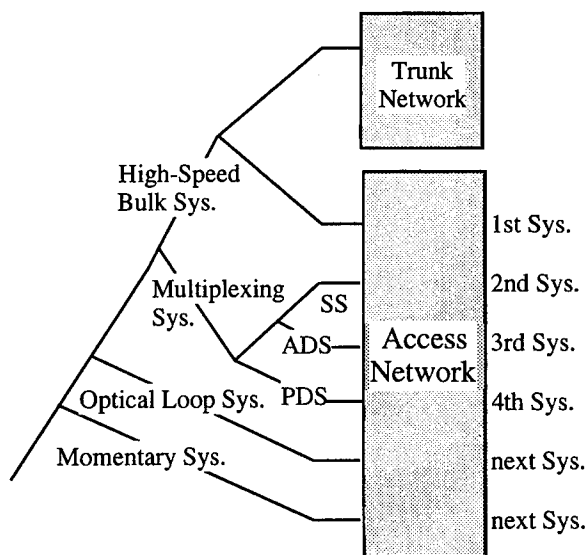 Trunk
Network
High-Speed
Bulk Sys.
1st Sys.
Multiplexing
Sys.
SS
2nd Sys.
ADS
Access
Network
3rd Sys.
PDS
4th Sys.
Optical Loop Sys.
next Sys.
Momentary Sys.
next Sys.